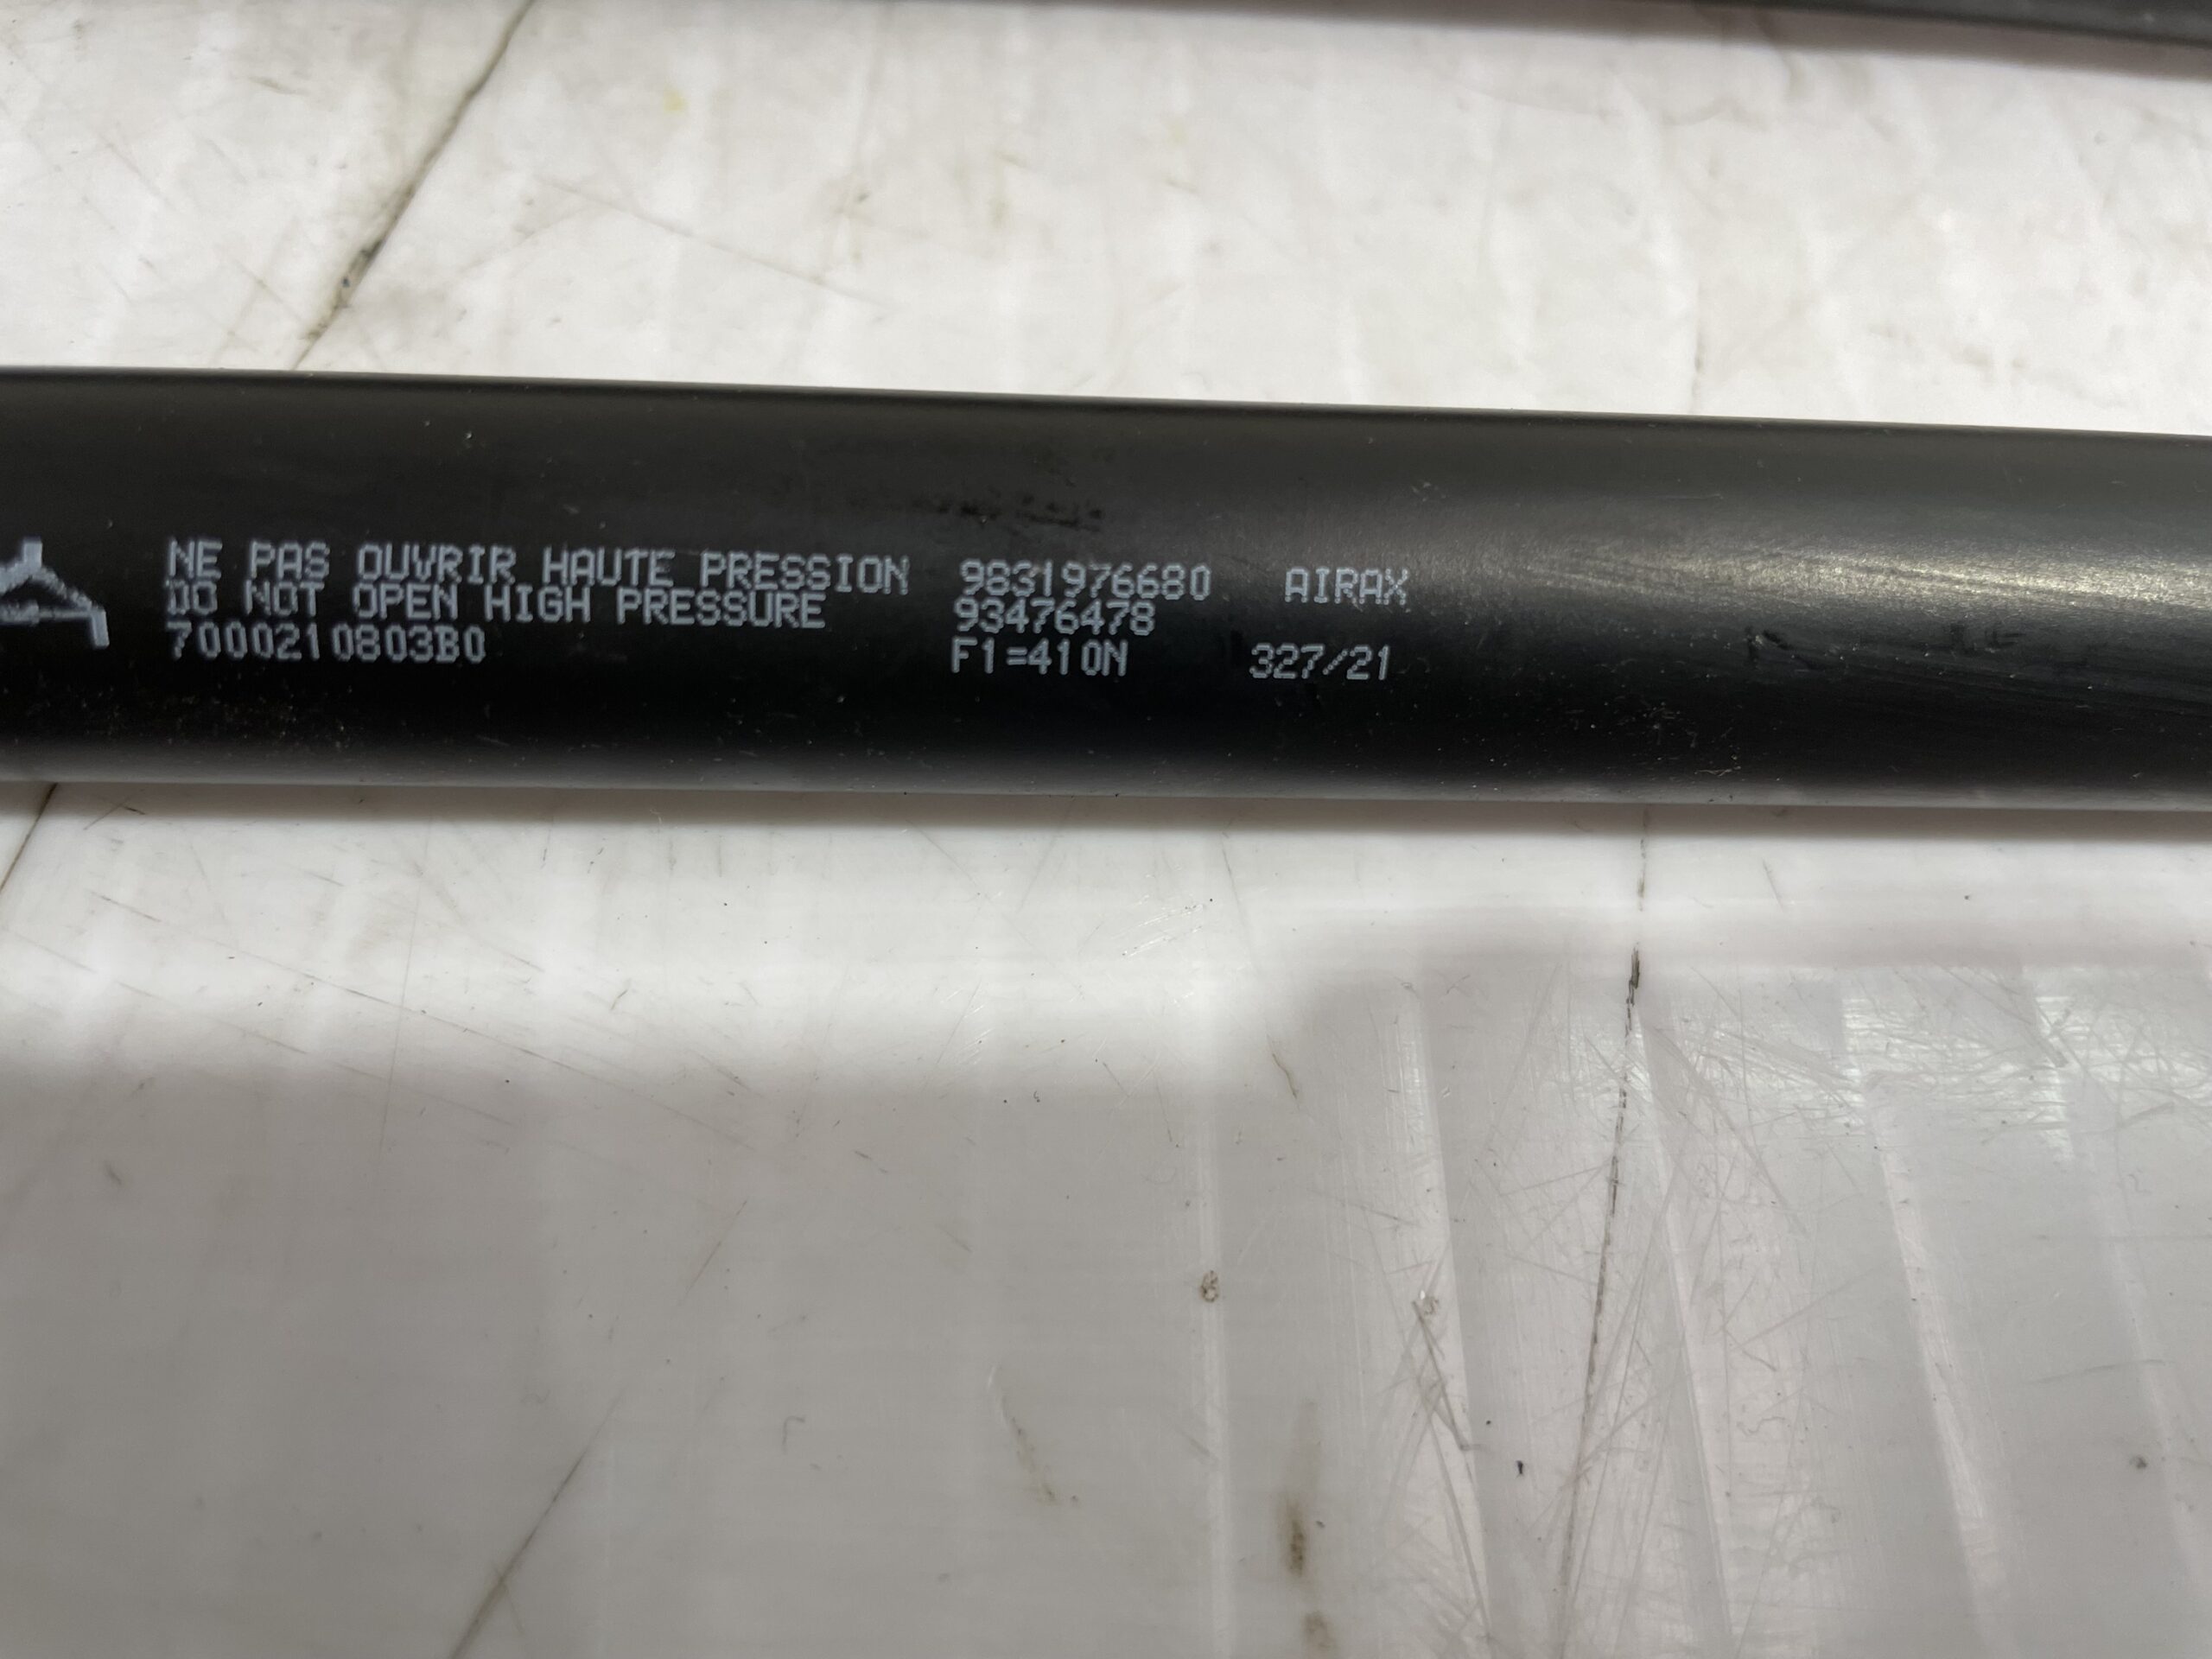 NE PAS OUVRIR HAUTE PRESSION 9831976680 AIRAX
DO NOT OPEN HIGH PRESSURE 93476478
7000210803B0 F1=410N 327/21